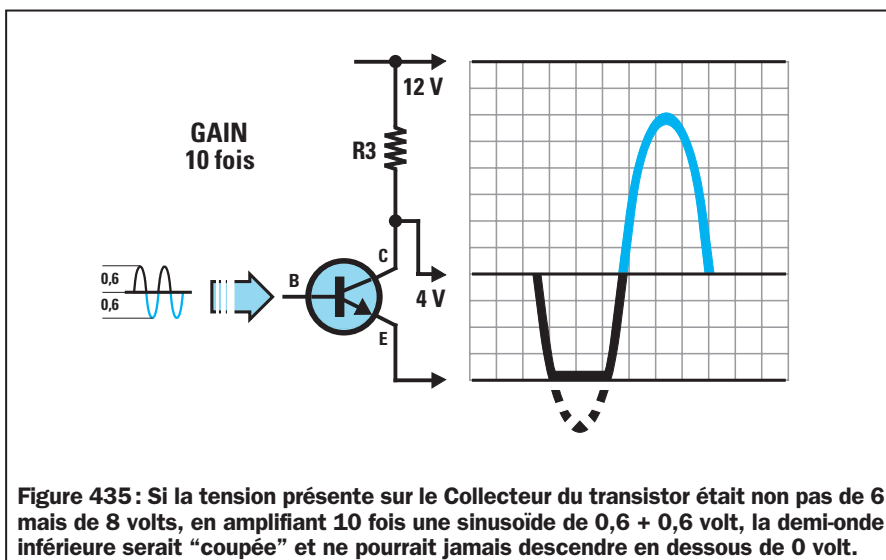 12 V
GAIN
10 fois
R3
C
0,6
B
0,6
4 V
E
Figure 435 : Si la tension présente sur le Collecteur du transistor était non pas de 6
mais de 8 volts, en amplifiant 10 fois une sinusoïde de 0,6 + 0,6 volt, la demi-onde
inférieure serait “coupée” et ne pourrait jamais descendre en dessous de 0 volt.